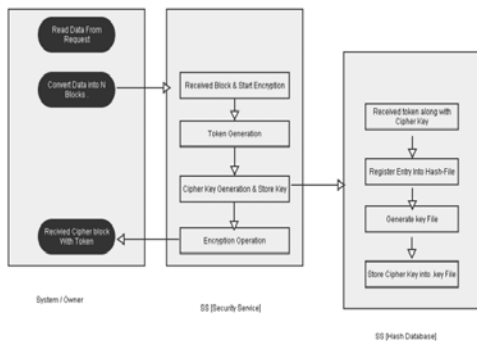 Read Data From
Request
Convert Data into N
Blocks .
Recived Cipher block
With Token
System / Owner
Received Block & Start Encryption
Token Generation
Cipher Key Generation & Store Key
Encryption Operation
SS [Security Service]
Received token along with
Cipher Key
Register Entry Into Hash-File
Generate key File
Store Cipher Key into .key File
SS [Hash Database]